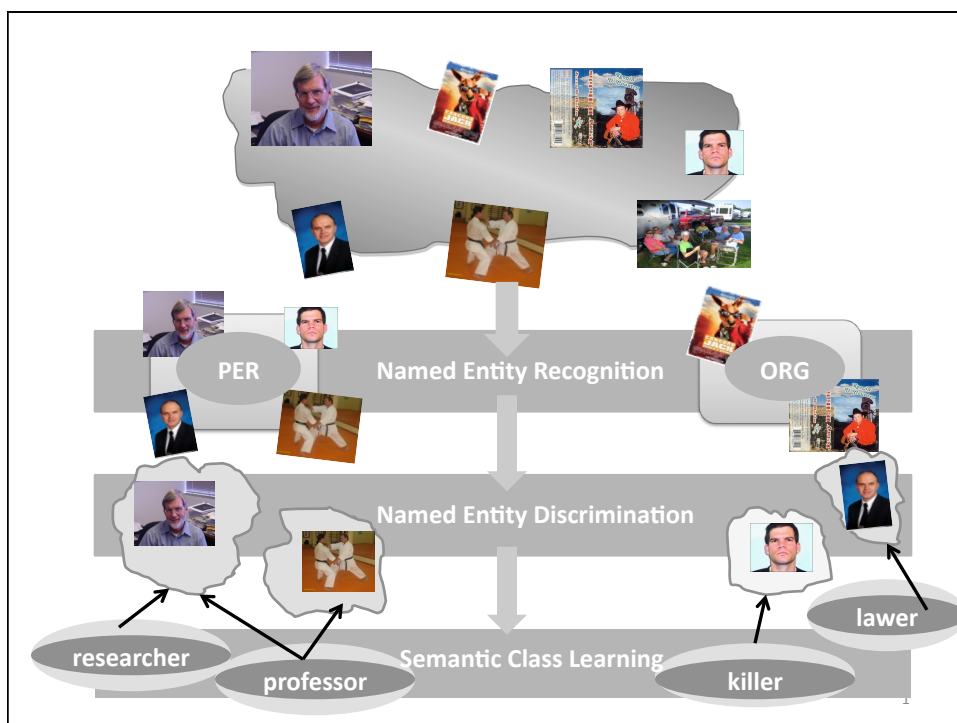 PER
Named Entity Recognition
ORG
Named Entity Discrimination
lawer
researcher
Semantic Class Learning
professor
killer
1